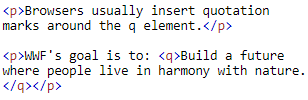 <p>Browsers usually insert quotation
marks around the q element.</p>
<p>WWF's goal is to: <q>Build a future
where people live in harmony with nature.
</q></p>